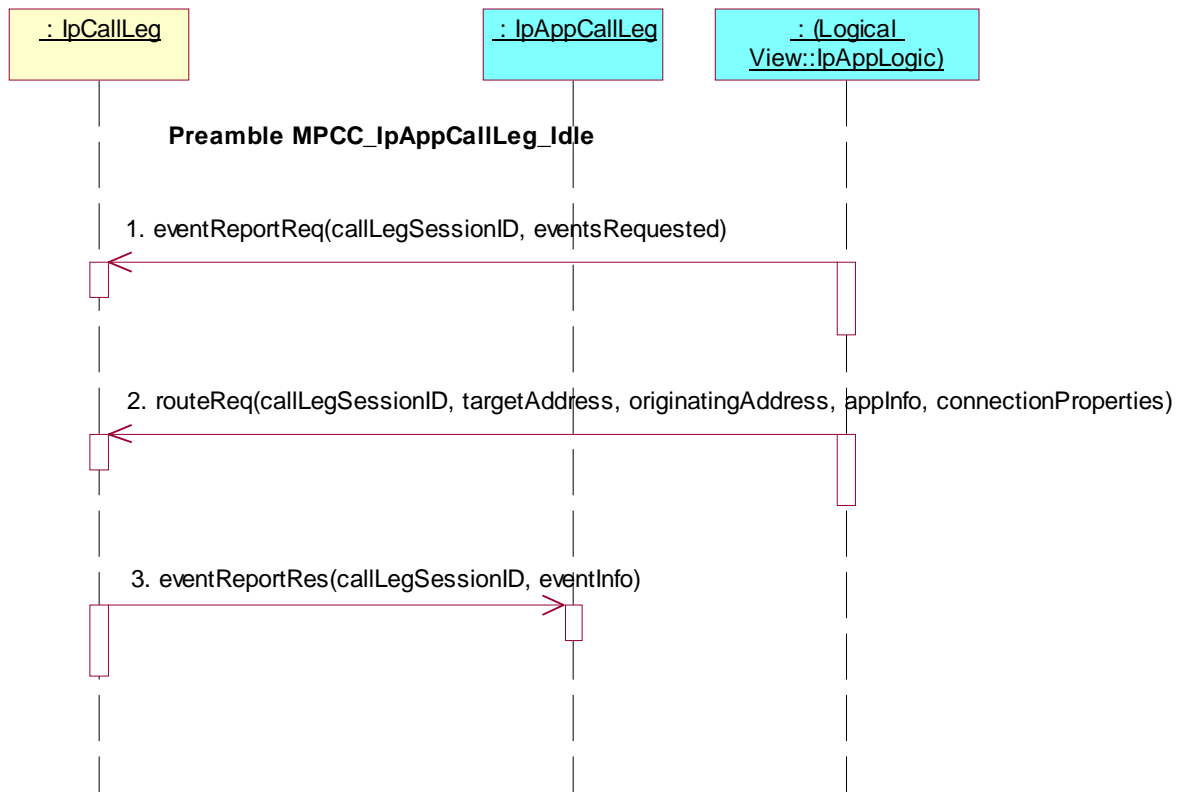 : IpCallLeg
: IpAppCallLeg
: (Logical
View::IpAppLogic)
Preamble MPCC_IpAppCallLeg_Idle
1. eventReportReq(callLegSessionID, eventsRequested)
2. routeReq(callLegSessionID, targetAddress, originatingAddress, appInfo, connectionProperties)
3. eventReportRes(callLegSessionID, eventInfo)